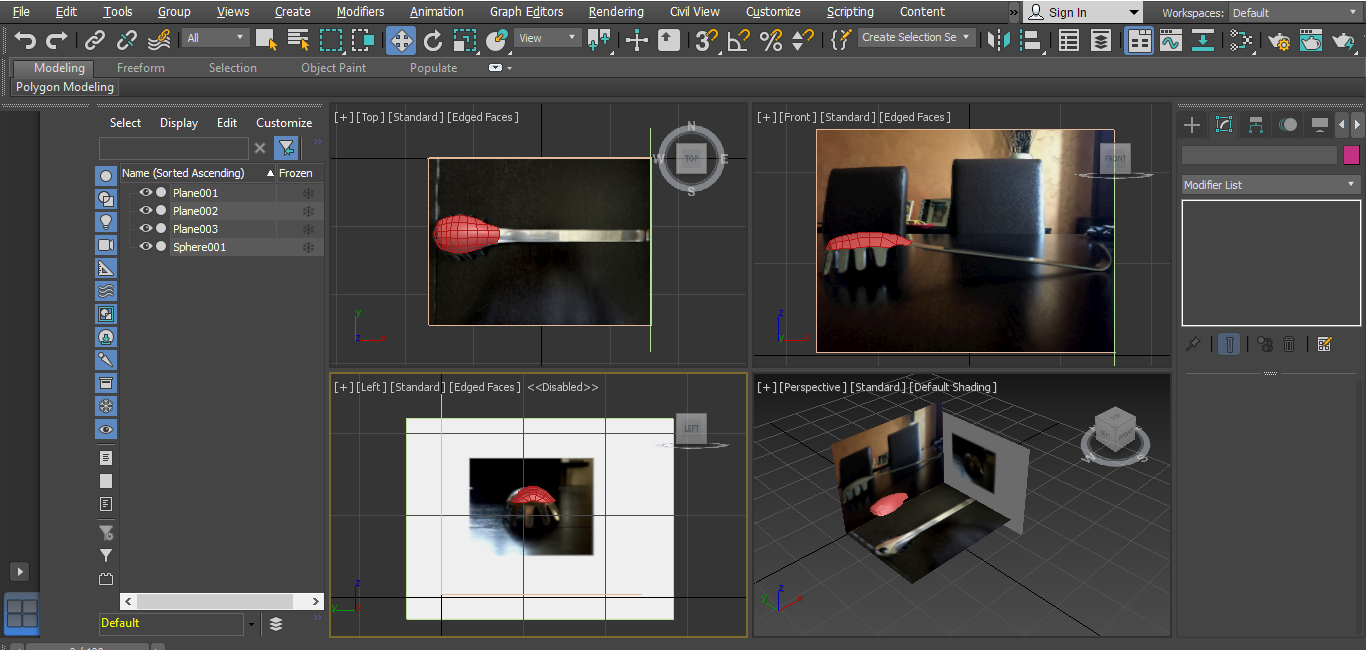 File Edit Tools Group Views Create Modifiers Animation Graph Editors Rendering Civil View Customize Scripting Content » Sign In Workspaces: Default
All View 3 Create Selection Se
Modeling Freeform Selection Object Paint Populate
Polygon Modeling
Select Display Edit Customize »
Name (Sorted Ascending) Frozen
Plane001
Plane002
Plane003
Sphere001
Default »
[+] [Top] [Standard] [Edged Faces]
N
W TOP E
S
y
z
[+] [Front] [Standard] [Edged Faces]
FRONT
z
[+] [Left] [Standard] [Edged Faces] <<Disabled>>
LEFT
z
y
[+] [Perspective] [Standard] [Default Shading]
FRONT
W S
z
y
Modifier List